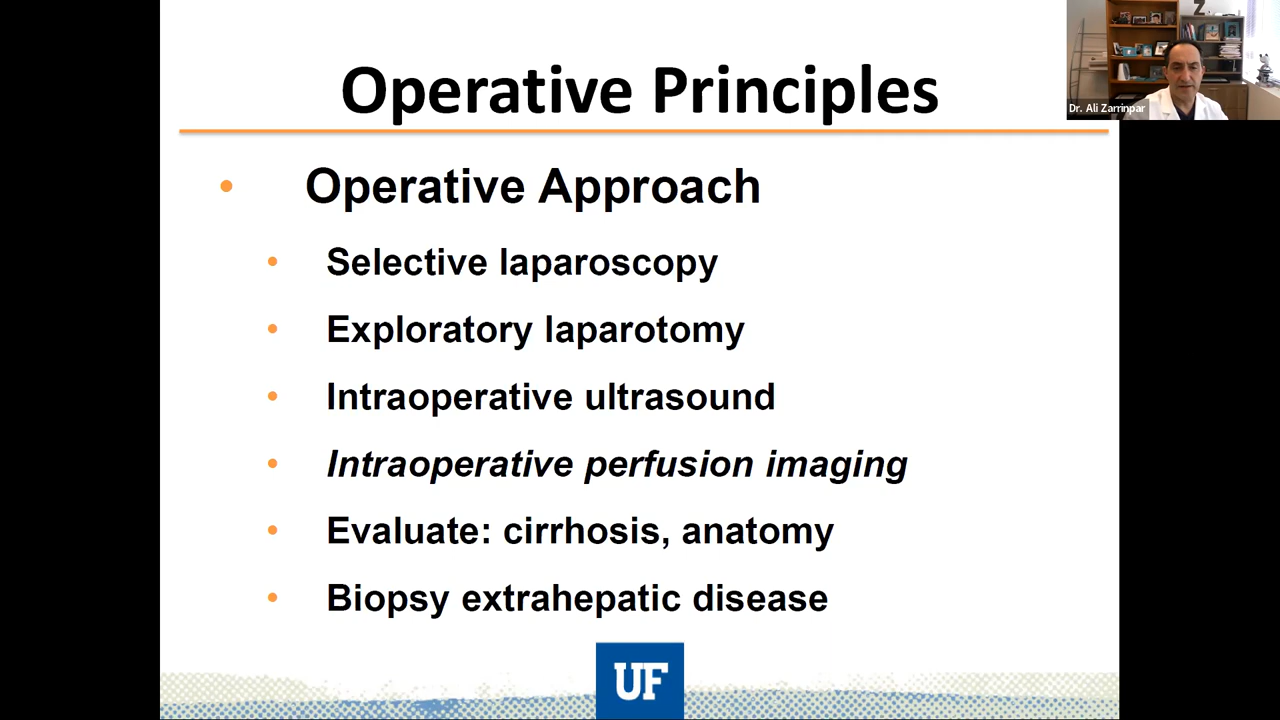 Operative Principles
Dr. Ali Zarrinpar
• Operative Approach
• Selective laparoscopy
• Exploratory laparotomy
• Intraoperative ultrasound
• Intraoperative perfusion imaging
• Evaluate: cirrhosis, anatomy
• Biopsy extrahepatic disease
UF